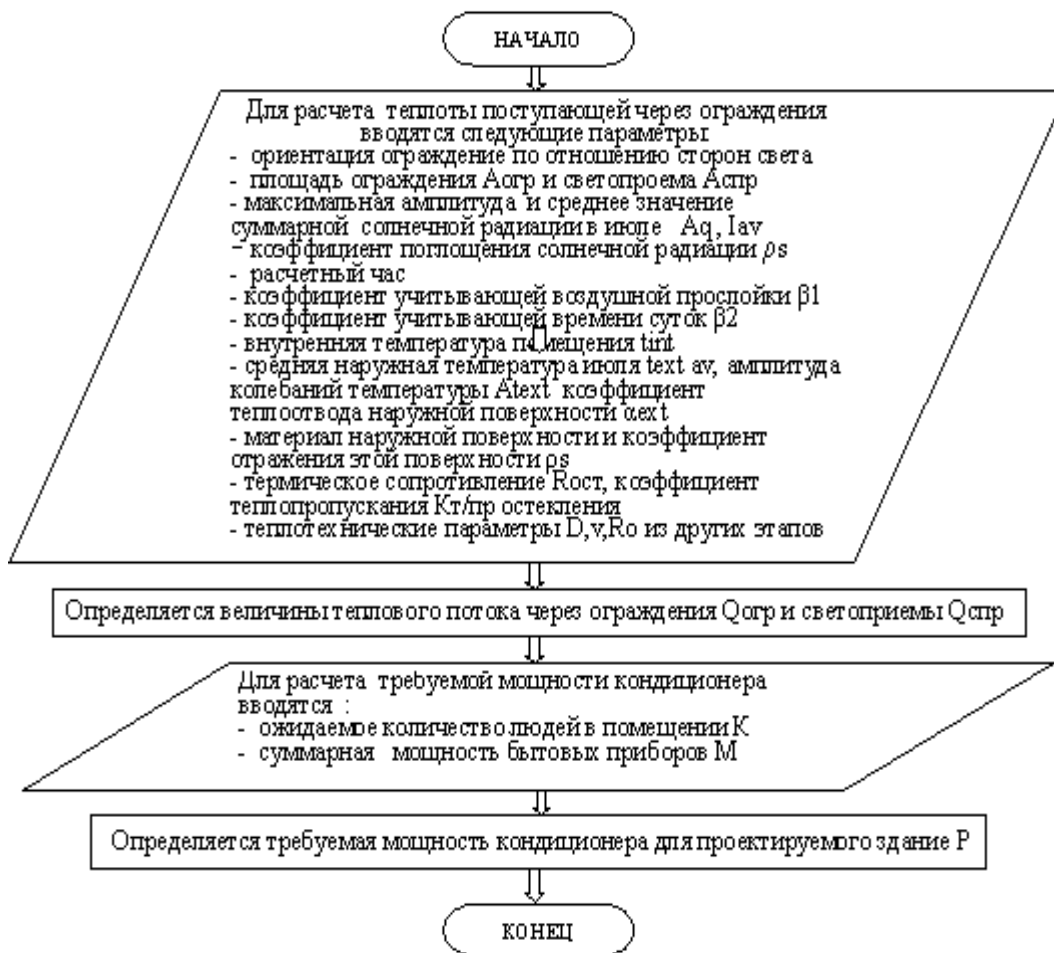 НАЧАЛО
Для расчета теплоты поступающей через ограждения
вводятся следующие параметры
- ориентация ограждение по отношению сторон света
- площадь ограждения Аогр и светопроема Аспр
- максимальная амплитуда и среднее значение
суммарной солнечной радиации в июле Aq, Iav
- коэффициент поглощения солнечной радиации ρs
- расчетный час
- коэффициент учитывающей воздушной прослойки β1
- коэффициент учитывающей времени суток β2
- внутренняя температура помещения tint
- средняя наружная температура июля text av, амплитуда
колебаний температуры Atext коэффициент
теплоотвода наружной поверхности αext
- материал наружной поверхности и коэффициент
отражения этой поверхности ρs
- термическое сопротивление Rост, коэффициент
теплопропускания Кт/пр остекления
- теплотехнические параметры D,ν,Ro из других этапов
Определяется величины теплового потока через ограждения Qогр и светоприемы Qспр
Для расчета требуемой мощности кондиционера
вводятся :
- ожидаемое количество людей в помещении К
- суммарная мощность бытовых приборов М
Определяется требуемая мощность кондиционера для проектируемого здание Р
КОНЕЦ